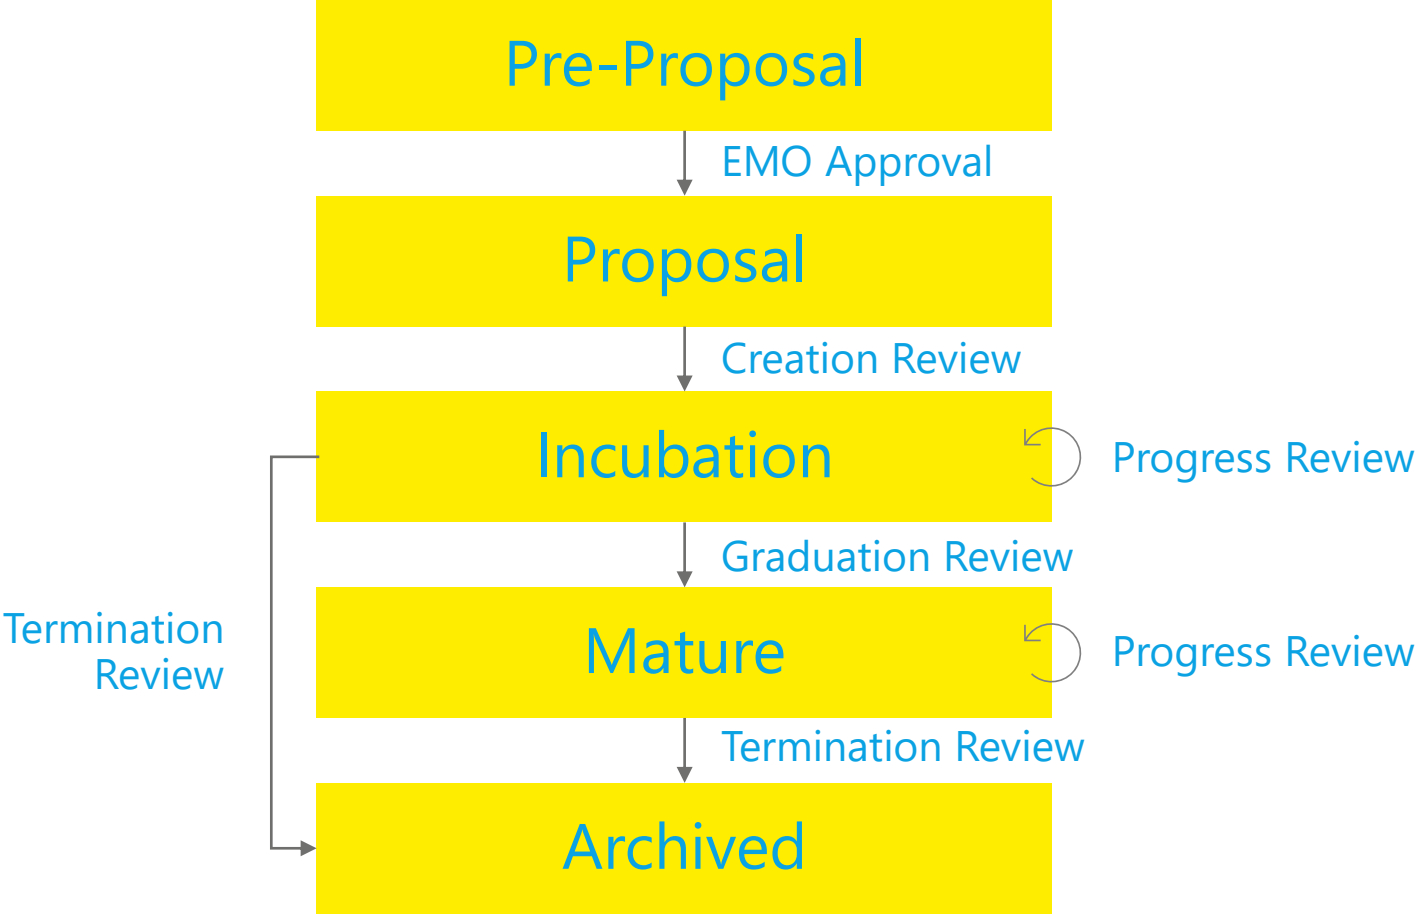 Pre-Proposal
EMO Approval
Proposal
Creation Review
Incubation
Progress Review
Graduation Review
Termination
Review
Mature
Progress Review
Termination Review
Archived